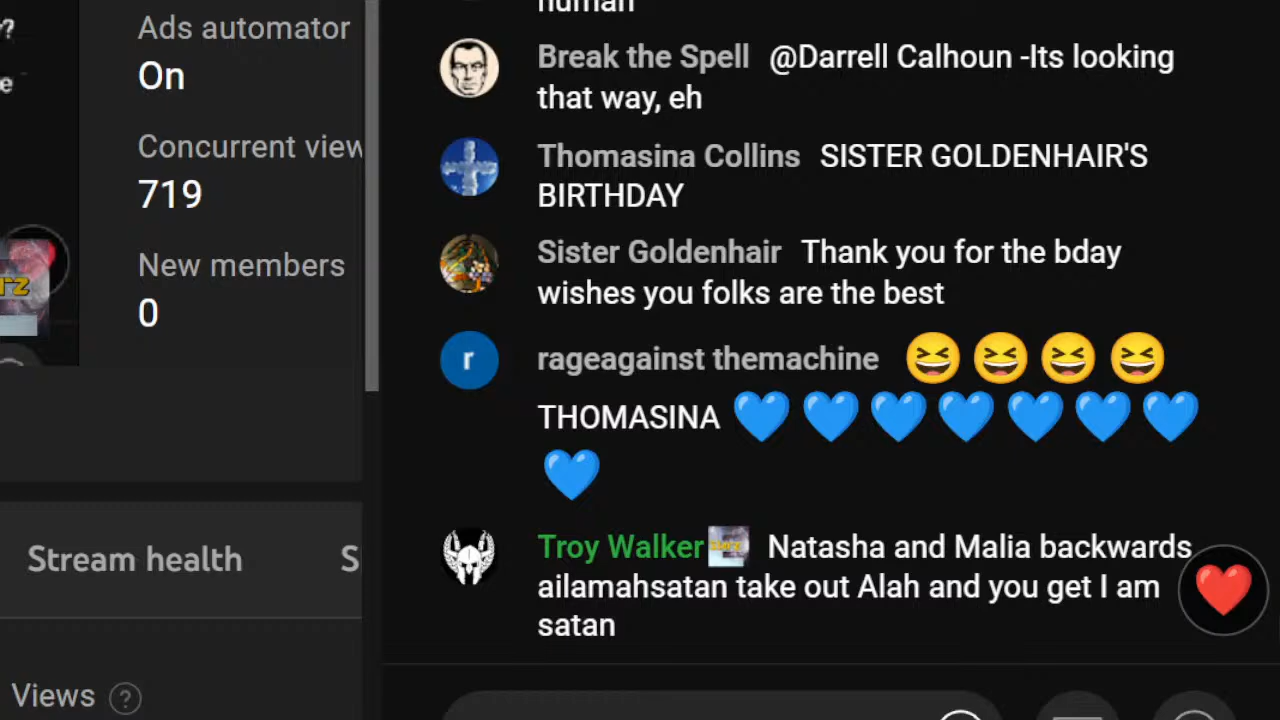 ?
e
Ads automator
On
Concurrent view
719
New members
0
rz
Stream health
S
Views ?
human
Break the Spell @Darrell Calhoun -Its looking
that way, eh
Thomasina Collins SISTER GOLDENHAIR'S
BIRTHDAY
Sister Goldenhair Thank you for the bday
wishes you folks are the best
r rageagainst themachine 😆 😆 😆 😆
THOMASINA 💙 💙 💙 💙 💙 💙 💙
💙
Troy Walker Natasha and Malia backwards
ailamahsatan take out Alah and you get I am
satan